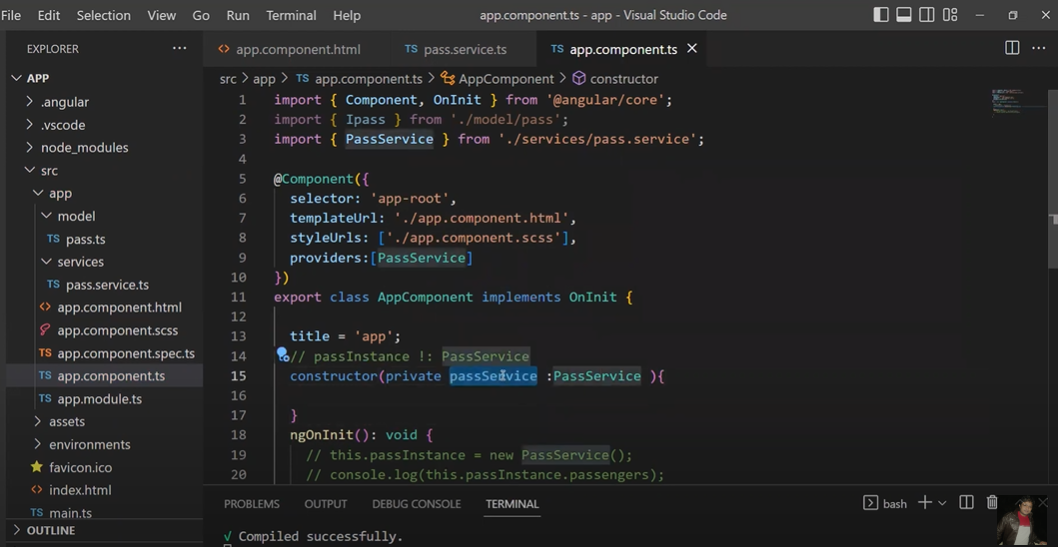 File Edit Selection View Go Run Terminal Help app.component.ts - app - Visual Studio Code
EXPLORER ...
app.component.html TS pass.service.ts TS app.component.ts
src > app > TS app.component.ts > AppComponent > constructor
APP
.angular
.vscode
node_modules
src
app
model
TS pass.ts
services
TS pass.service.ts
app.component.html
app.component.scss
TS app.component.spec.ts
TS app.component.ts
TS app.module.ts
assets
environments
favicon.ico
index.html
TS main.ts
OUTLINE
1 import { Component, OnInit } from '@angular/core';
2 import { Ipass } from './model/pass';
3 import { PassService } from './services/pass.service';
4
5 @Component({
6 selector: 'app-root',
7 templateUrl: './app.component.html',
8 styleUrls: ['./app.component.scss'],
9 providers:[PassService]
10 })
11 export class AppComponent implements OnInit {
12
13 title = 'app';
14 // passInstance !: PassService
15 constructor(private passService :PassService ){
16
17 }
18 ngOnInit(): void {
19 // this.passInstance = new PassService();
20 // console.log(this.passInstance.passengers);
PROBLEMS OUTPUT DEBUG CONSOLE TERMINAL bash
√ Compiled successfully.